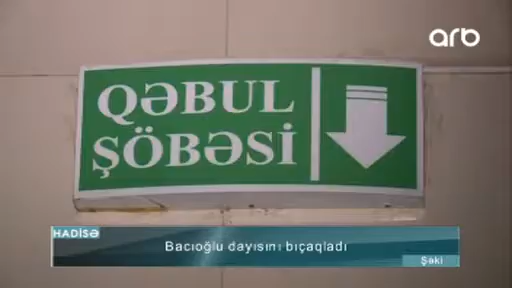 arb
QƏBUL
ŞÖBƏSİ
HADİSƏ
Bacıoğlu dayısını bıçaqladı
Şəki